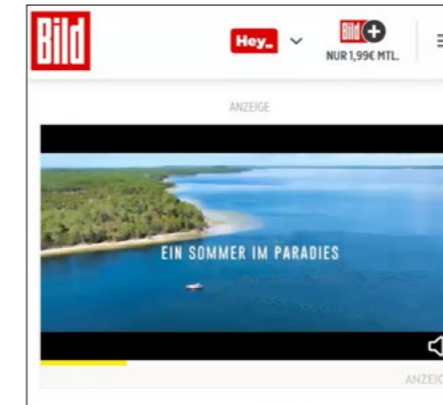 Bild
Hey_
Bild+
NUR 1,99€ MTL.
ANZEIGE
EIN SOMMER IM PARADIES
ANZEIG